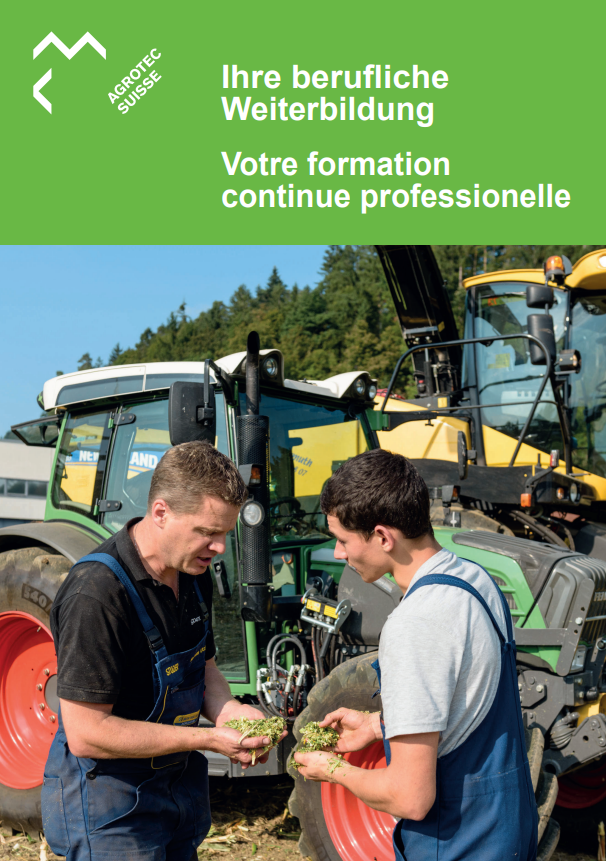 AGROTEC
SUISSE
Ihre berufliche
Weiterbildung
Votre formation
continue professionelle